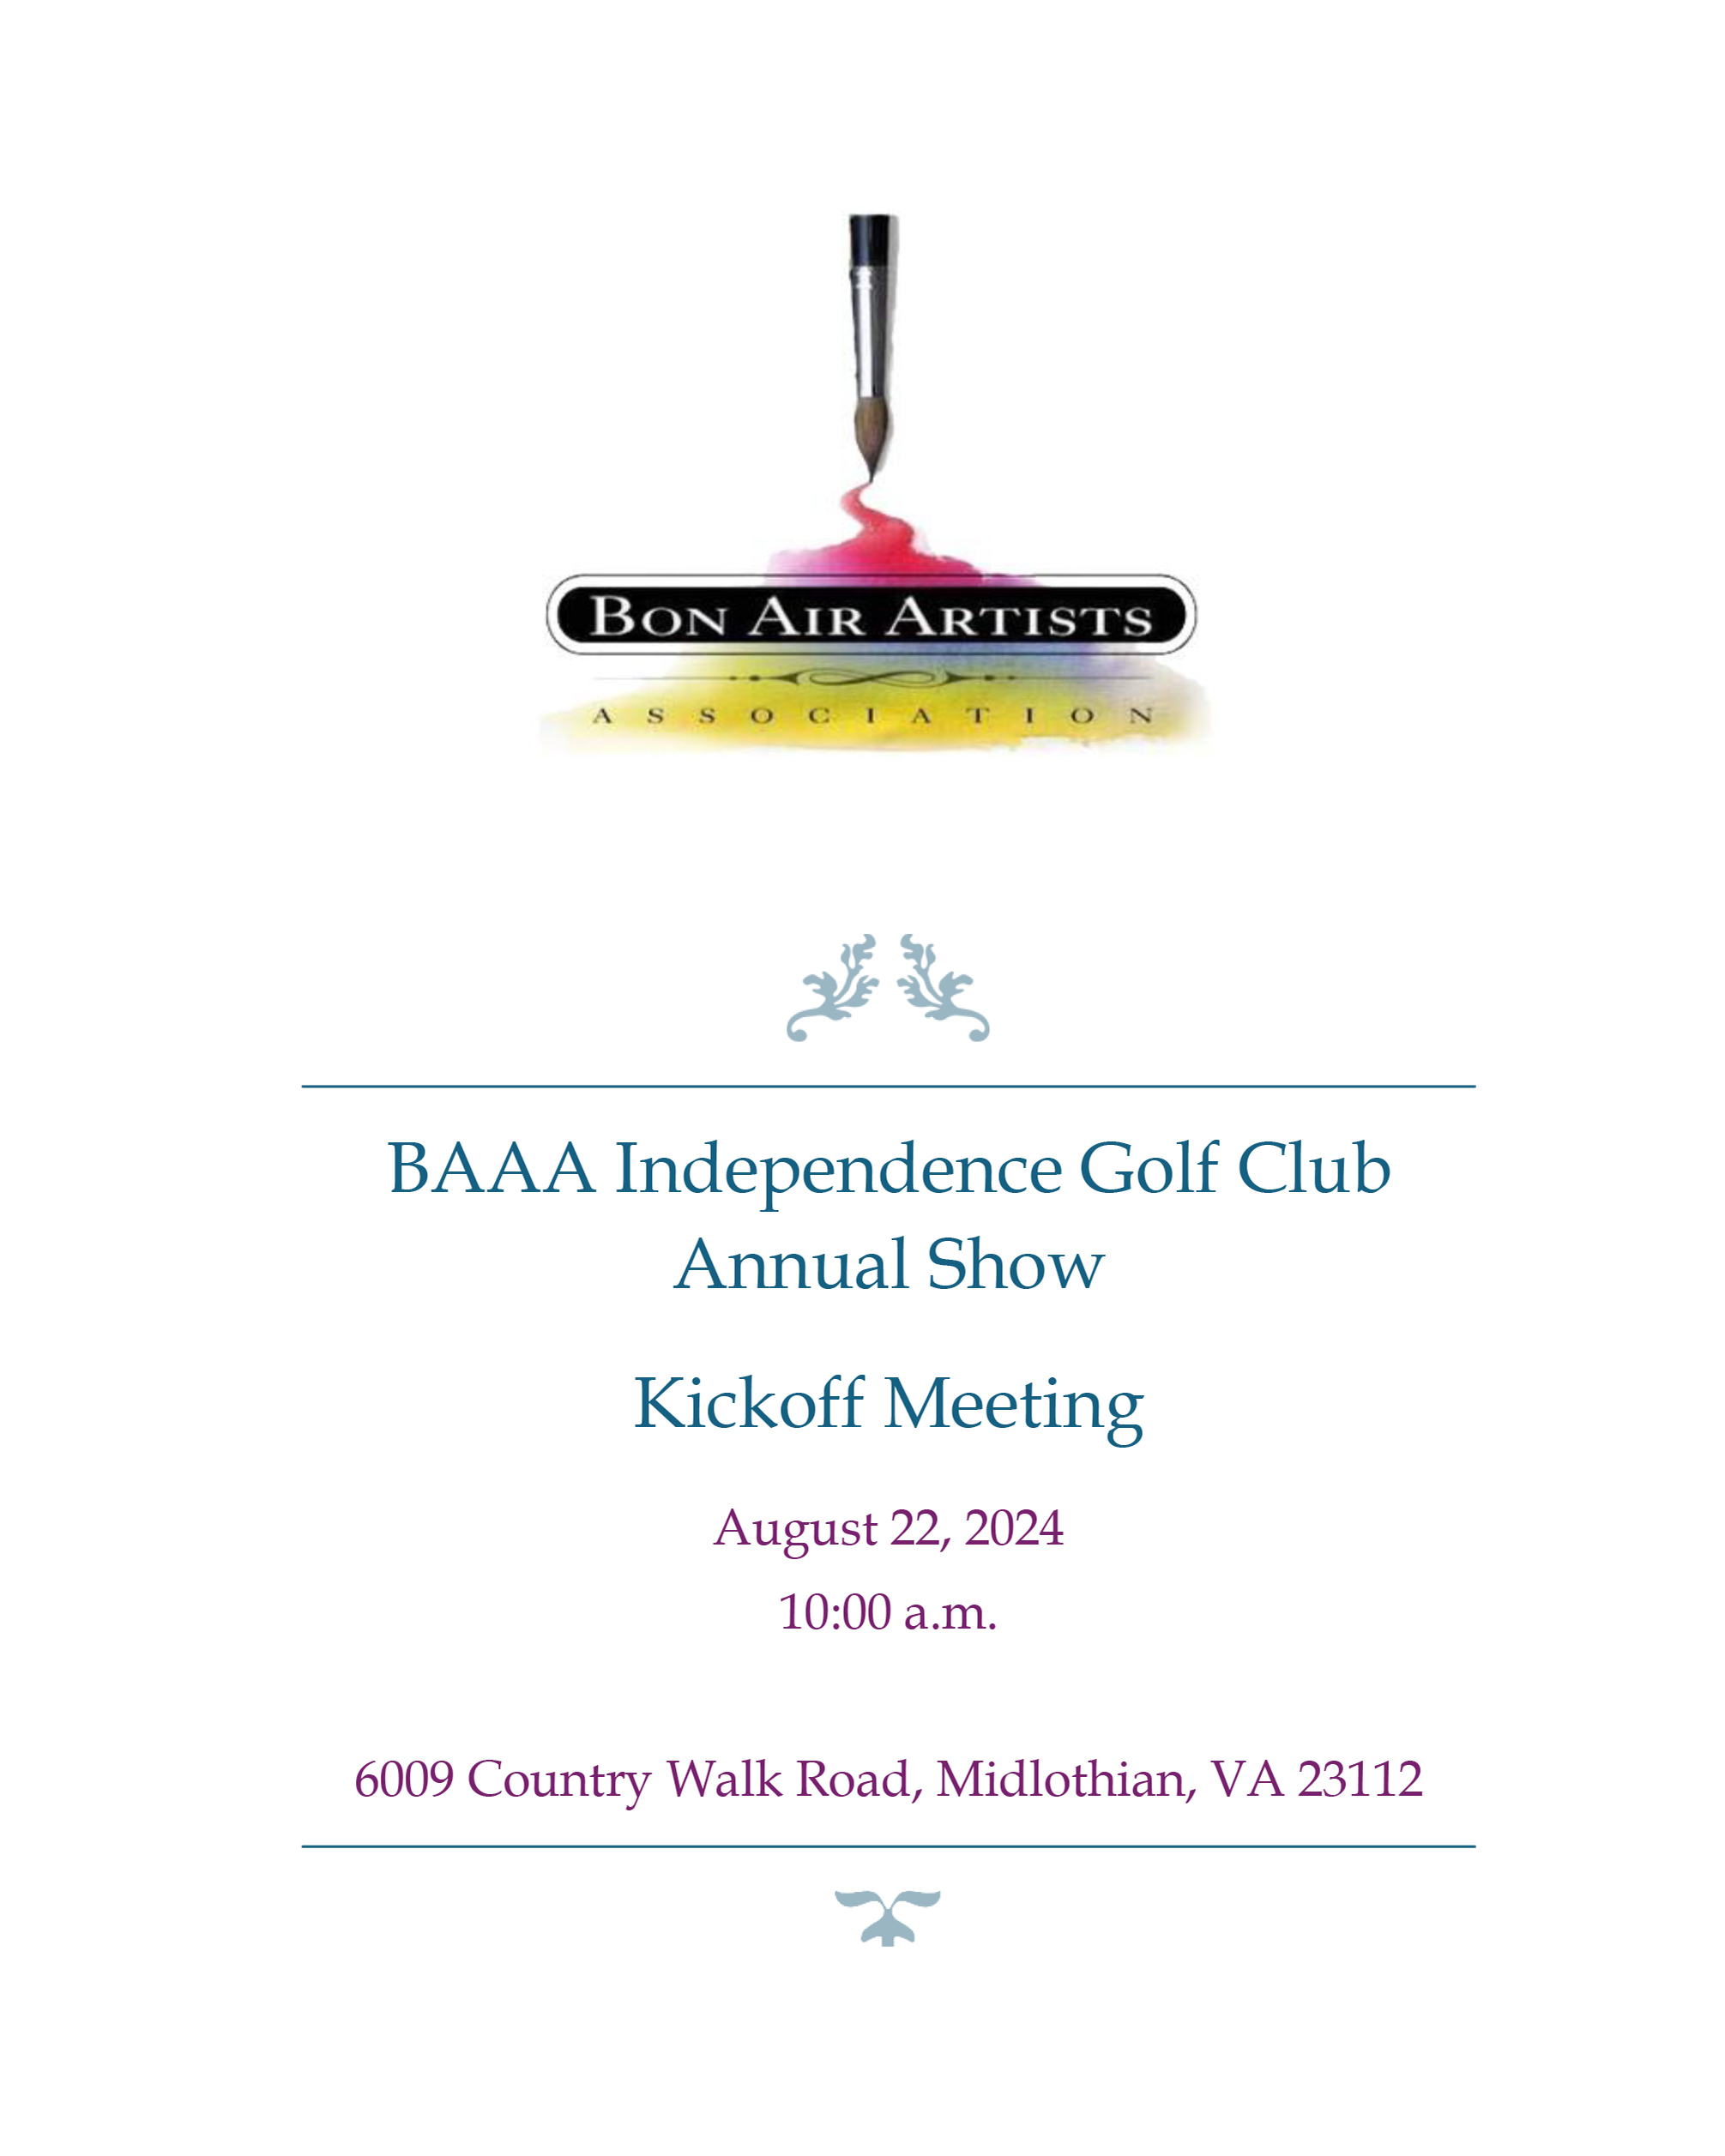 BON AIR ARTISTS
ASSOCIATION
BAAA Independence Golf Club
Annual Show
Kickoff Meeting
August 22, 2024
10:00 a.m.
6009 Country Walk Road, Midlothian, VA 23112